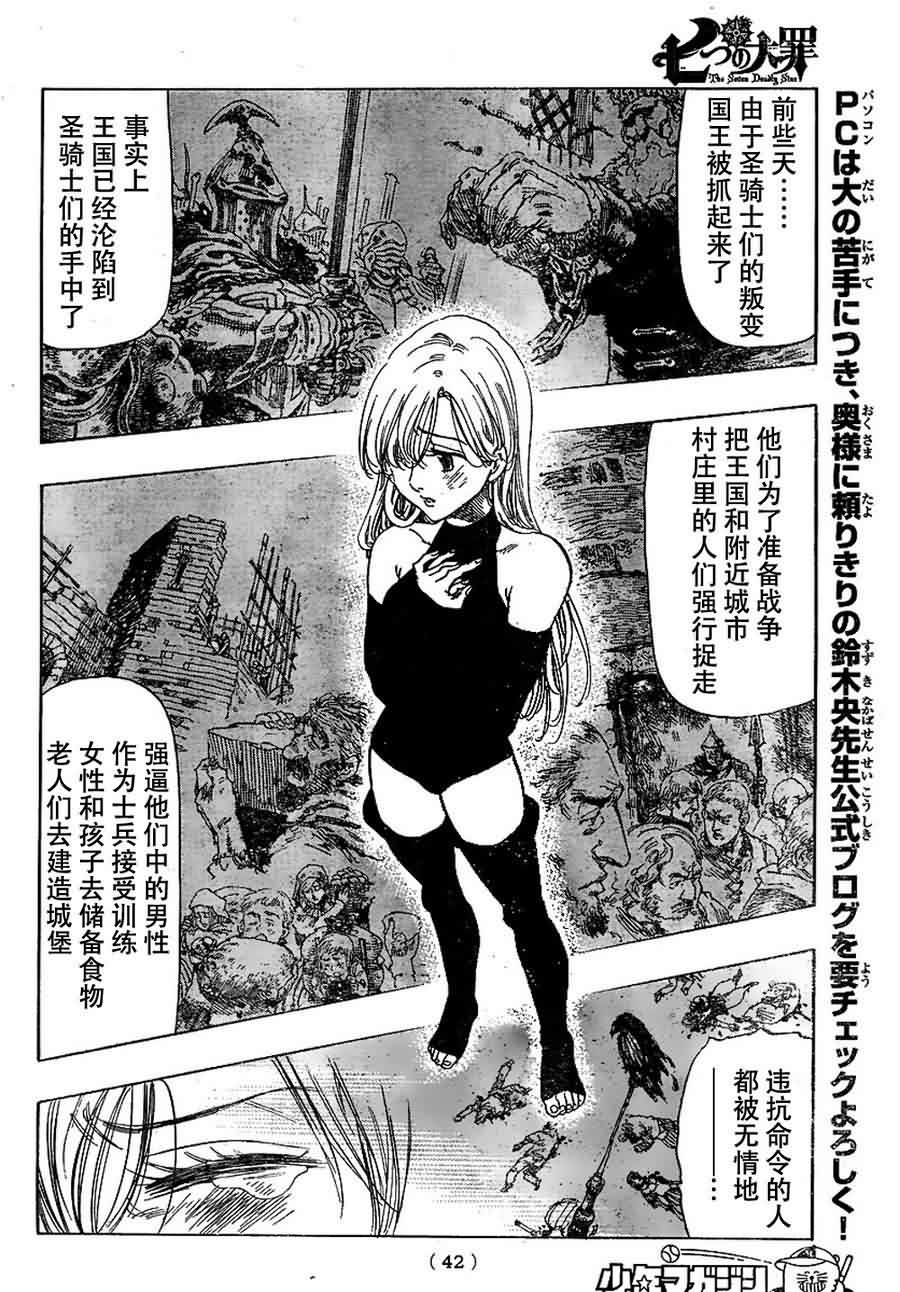 七つの大罪
The Seven Deadly Sins
PCは大の苦手につき、奥様に頼りきりの鈴木央先生公式ブログを要チェックよろしく!
パソコン
だい
にが
て
おくさま
たよ
すず
き
なかば
せんせい
こうしき
よう
前些天……
由于圣骑士们的叛变
国王被抓起来了
事实上
王国已经沦陷到
圣骑士们的手中了
他们为了准备战争
把王国和附近城市
村庄里的人们强行捉走
强逼他们中的男性
作为士兵接受训练
女性和孩子去储备食物
老人们去建造城堡
违抗命令的人
都被无情地
——…
(42)
少年マガジン